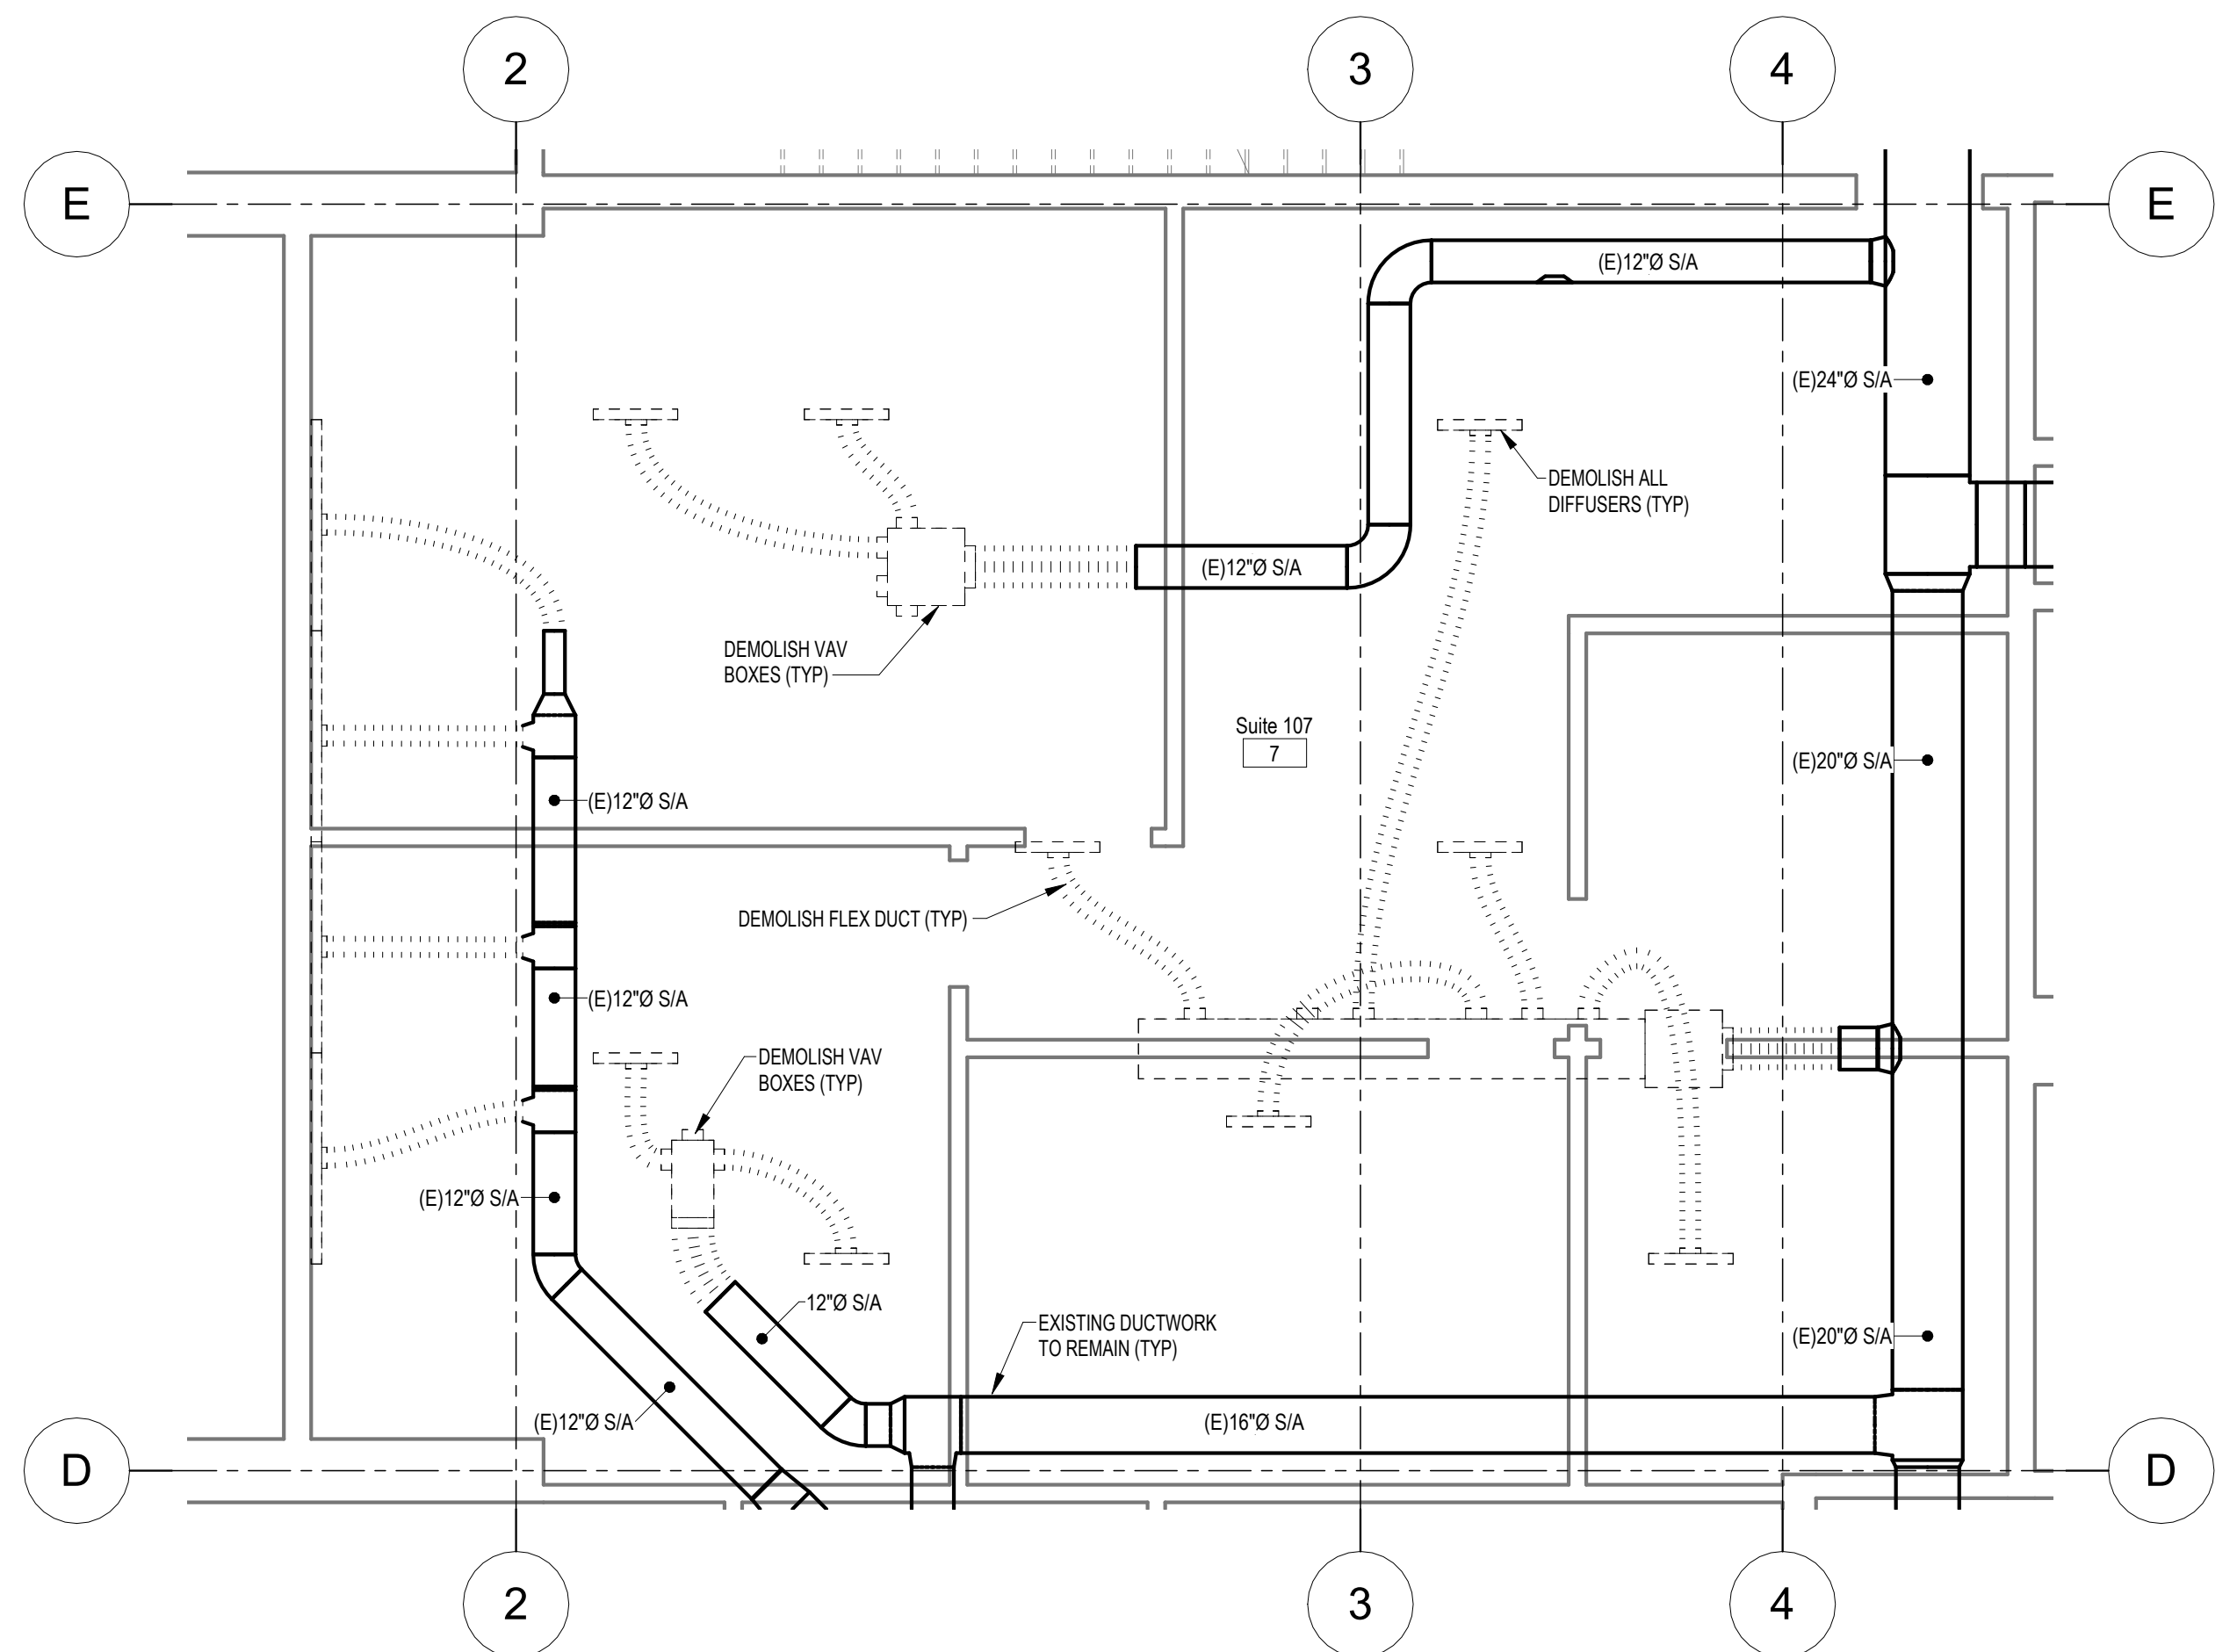 2
3
4
E
E
(E)12"Ø S/A
(E)24"Ø S/A
DEMOLISH ALL
DIFFUSERS (TYP)
(E)12"Ø S/A
DEMOLISH VAV
BOXES (TYP)
Suite 107
7
(E)20"Ø S/A
(E)12"Ø S/A
DEMOLISH FLEX DUCT (TYP)
(E)12"Ø S/A
DEMOLISH VAV
BOXES (TYP)
(E)12"Ø S/A
12"Ø S/A
EXISTING DUCTWORK
TO REMAIN (TYP)
(E)20"Ø S/A
(E)12"Ø S/A
(E)16"Ø S/A
D
D
2
3
4